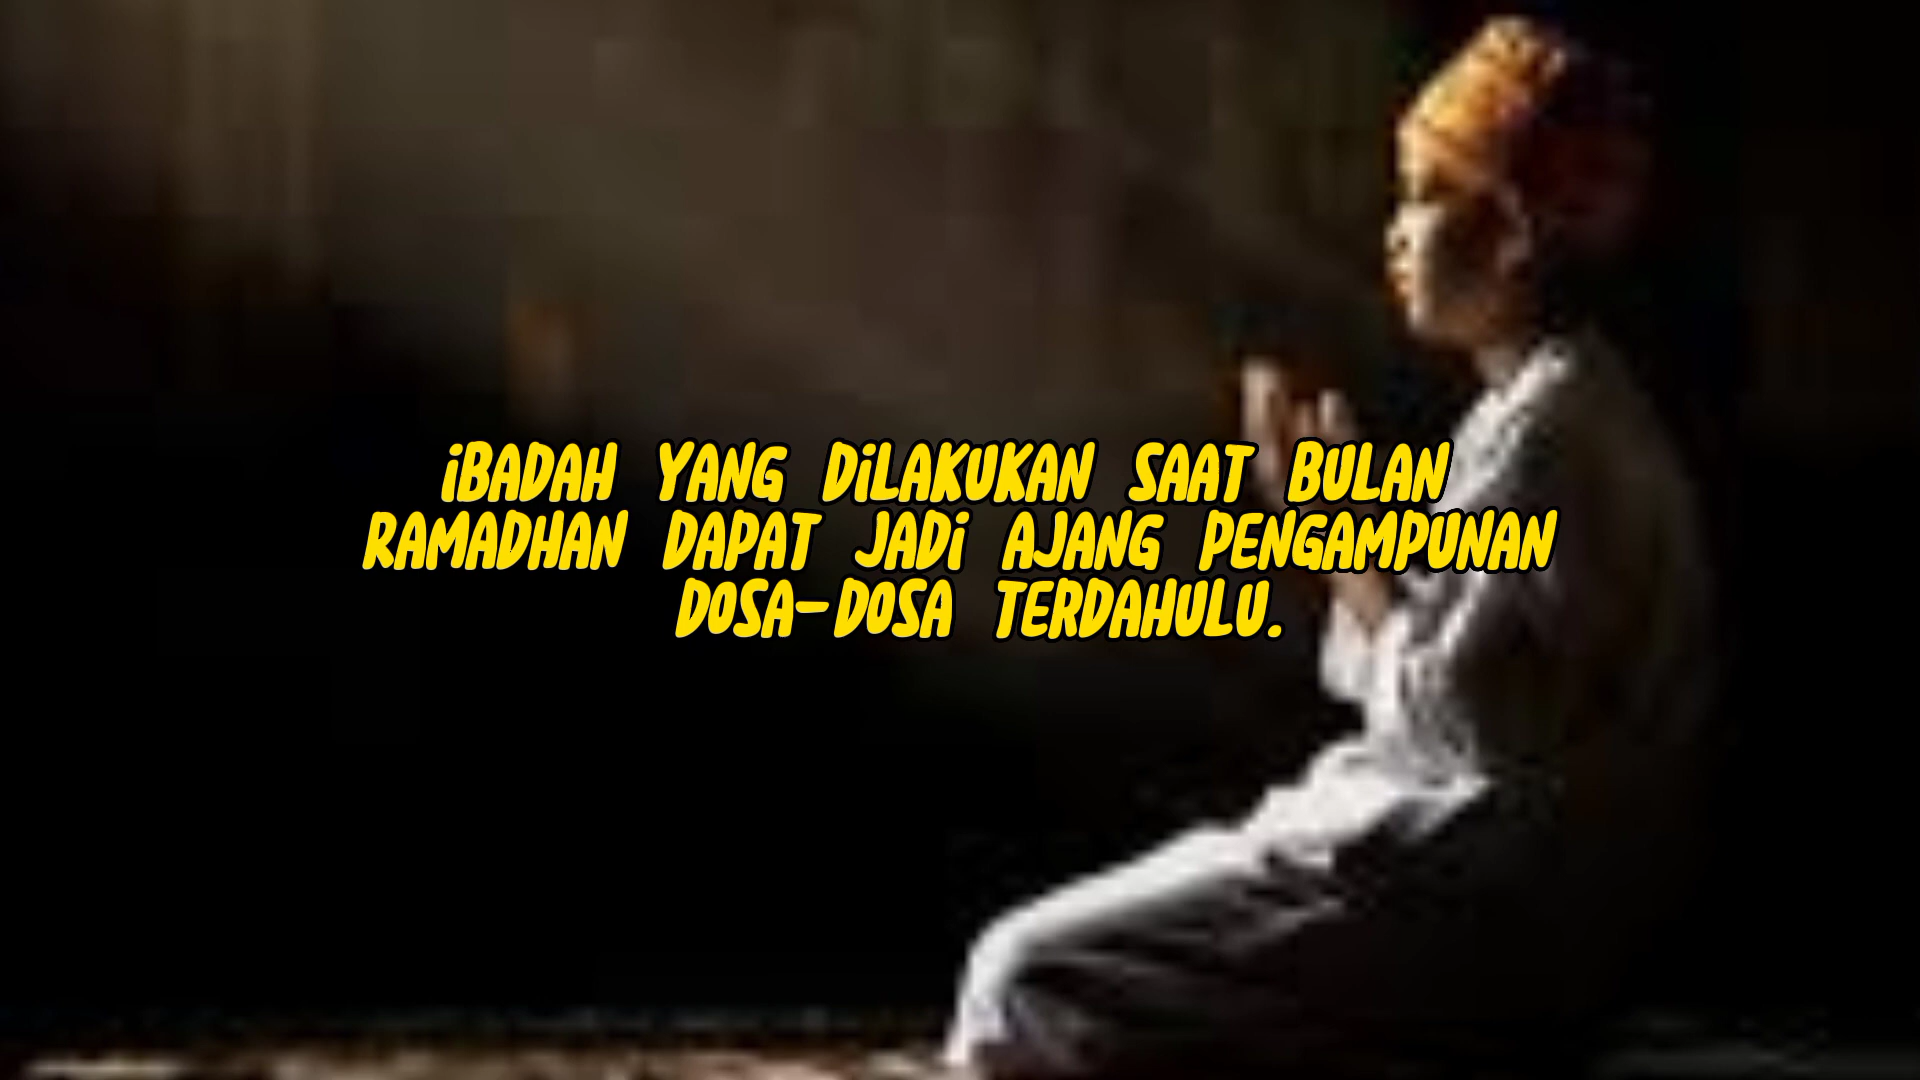 iBADAH YANG DiLAKUKAN SAAT BULAN
RAMADHAN DAPAT JADi AJANG PENGAMPUNAN
DOSA-DOSA TERDAHULU.